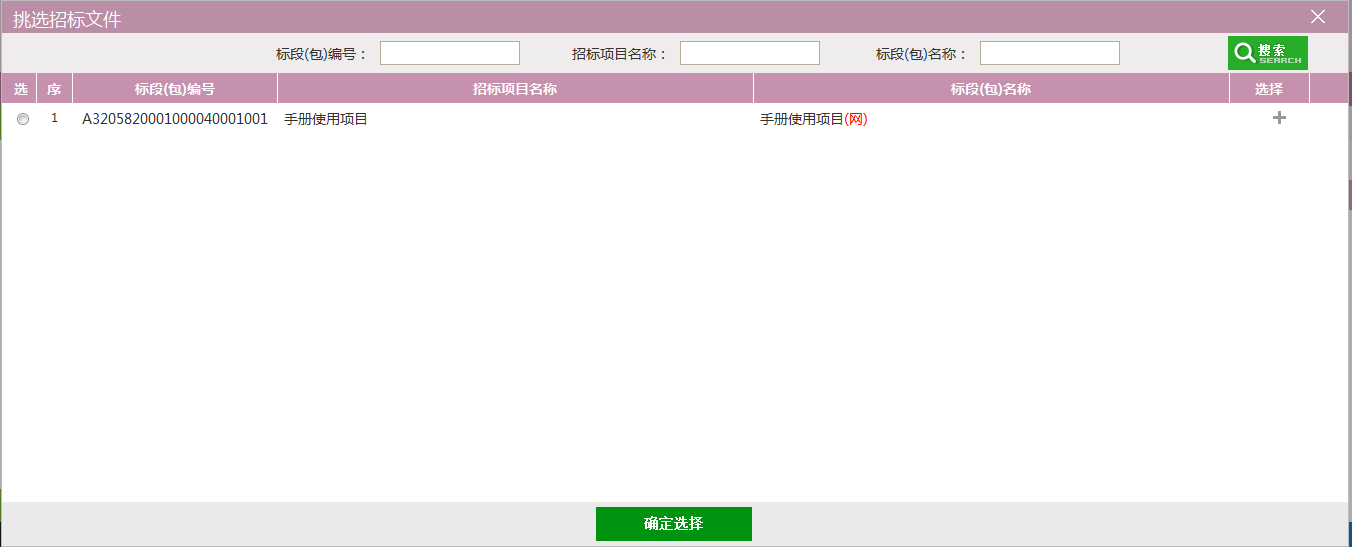 挑选招标文件
标段(包)编号： 招标项目名称： 标段(包)名称： 搜索 SEARCH
选 序 标段(包)编号 招标项目名称 标段(包)名称 选择
1 A3205820001000040001001 手册使用项目 手册使用项目(网)
确定选择